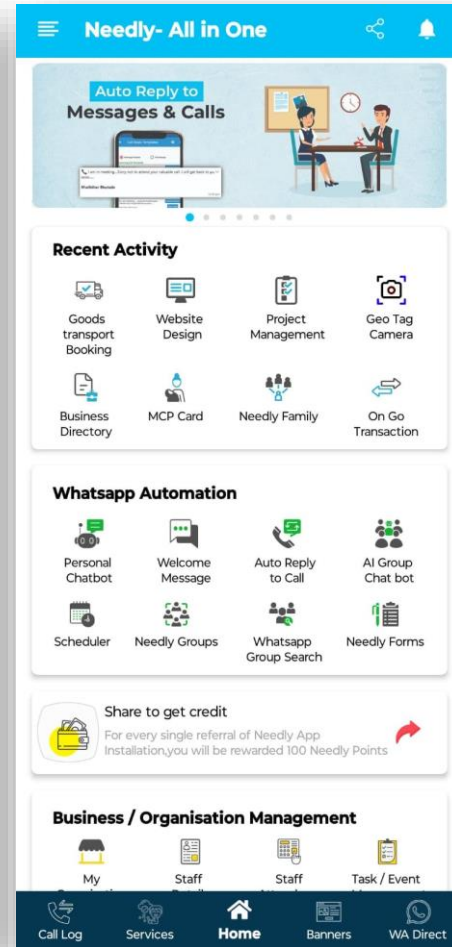 Needly- All in One
Auto Reply to
Messages & Calls
Recent Activity
Goods
transport
Booking
Website
Design
Project
Management
Geo Tag
Camera
Business
Directory
MCP Card
Needly Family
On Go
Transaction
Whatsapp Automation
Personal
Chatbot
Welcome
Message
Auto Reply
to Call
AI Group
Chat bot
Scheduler
Needly Groups
Whatsapp
Group Search
Needly Forms
Share to get credit
For every single referral of Needly App
Installation,you will be rewarded 100 Needly Points
Business / Organisation Management
My
Staff
Staff
Task / Event
Call Log
Services
Home
Banners
WA Direct